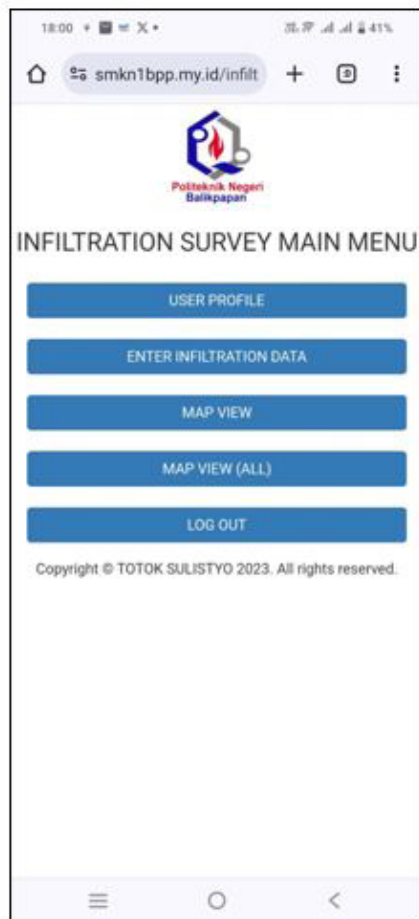 18:00
41%
smkn1bpp.my.id/infilt
Politeknik Negeri
Balikpapan
INFILTRATION SURVEY MAIN MENU
USER PROFILE
ENTER INFILTRATION DATA
MAP VIEW
MAP VIEW (ALL)
LOG OUT
Copyright © TOTOK SULISTYO 2023. All rights reserved.